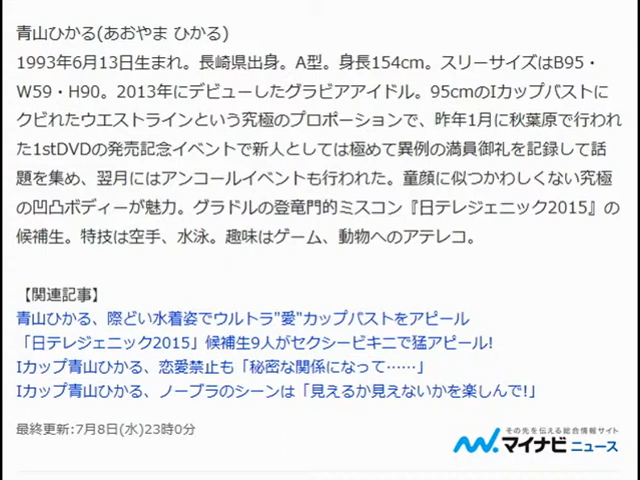 青山ひかる(あおやま ひかる)
1993年6月13日生まれ。長崎県出身。A型。身長154cm。スリーサイズはB95・
W59・H90。2013年にデビューしたグラビアアイドル。95cmのIカップバストに
クビれたウエストラインという究極のプロポーションで、昨年1月に秋葉原で行われ
た1stDVDの発売記念イベントで新人としては極めて異例の満員御礼を記録して話
題を集め、翌月にはアンコールイベントも行われた。童顔に似つかわしくない究極
の凹凸ボディーが魅力。グラドルの登竜門的ミスコン『日テレジェニック2015』の
候補生。特技は空手、水泳。趣味はゲーム、動物へのアテレコ。
【関連記事】
青山ひかる、際どい水着姿でウルトラ"愛"カップバストをアピール
「日テレジェニック2015」候補生9人がセクシービキニで猛アピール!
Iカップ青山ひかる、恋愛禁止も「秘密な関係になって……」
Iカップ青山ひかる、ノーブラのシーンは「見えるか見えないかを楽しんで!」
最終更新:7月8日(水)23時0分
その先を伝える総合情報サイト
マイナビニュース